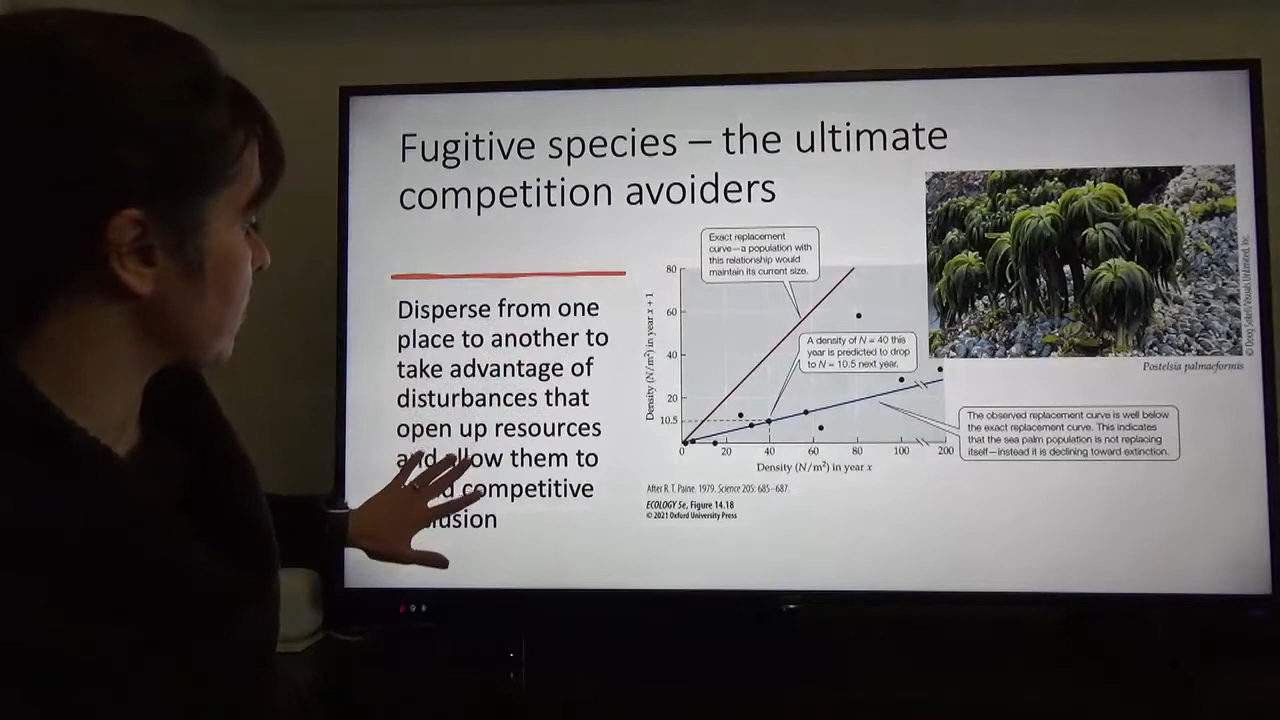 Fugitive species – the ultimate
competition avoiders
Disperse from one
place to another to
take advantage of
disturbances that
open up resources
and allow them to
competitive
Exact replacement
curve—a population with
this relationship would
maintain its current size.
A density of N = 40 this
year is predicted to drop
to N = 10.5 next year.
The observed replacement curve is well below
the exact replacement curve. This indicates
that the sea palm population is not replacing
itself—instead it is declining toward extinction.
Density (N/m²) in year x + 1
80
60
40
20
10.5
0
0 20 40 60 80 100 200
Density (N/m²) in year x
After R. T. Paine. 1979. Science 205: 685–687.
ECOLOGY 5e, Figure 14.18
© 2021 Oxford University Press
Postelsia palmaeformis
Visuals Unlimited, Inc.